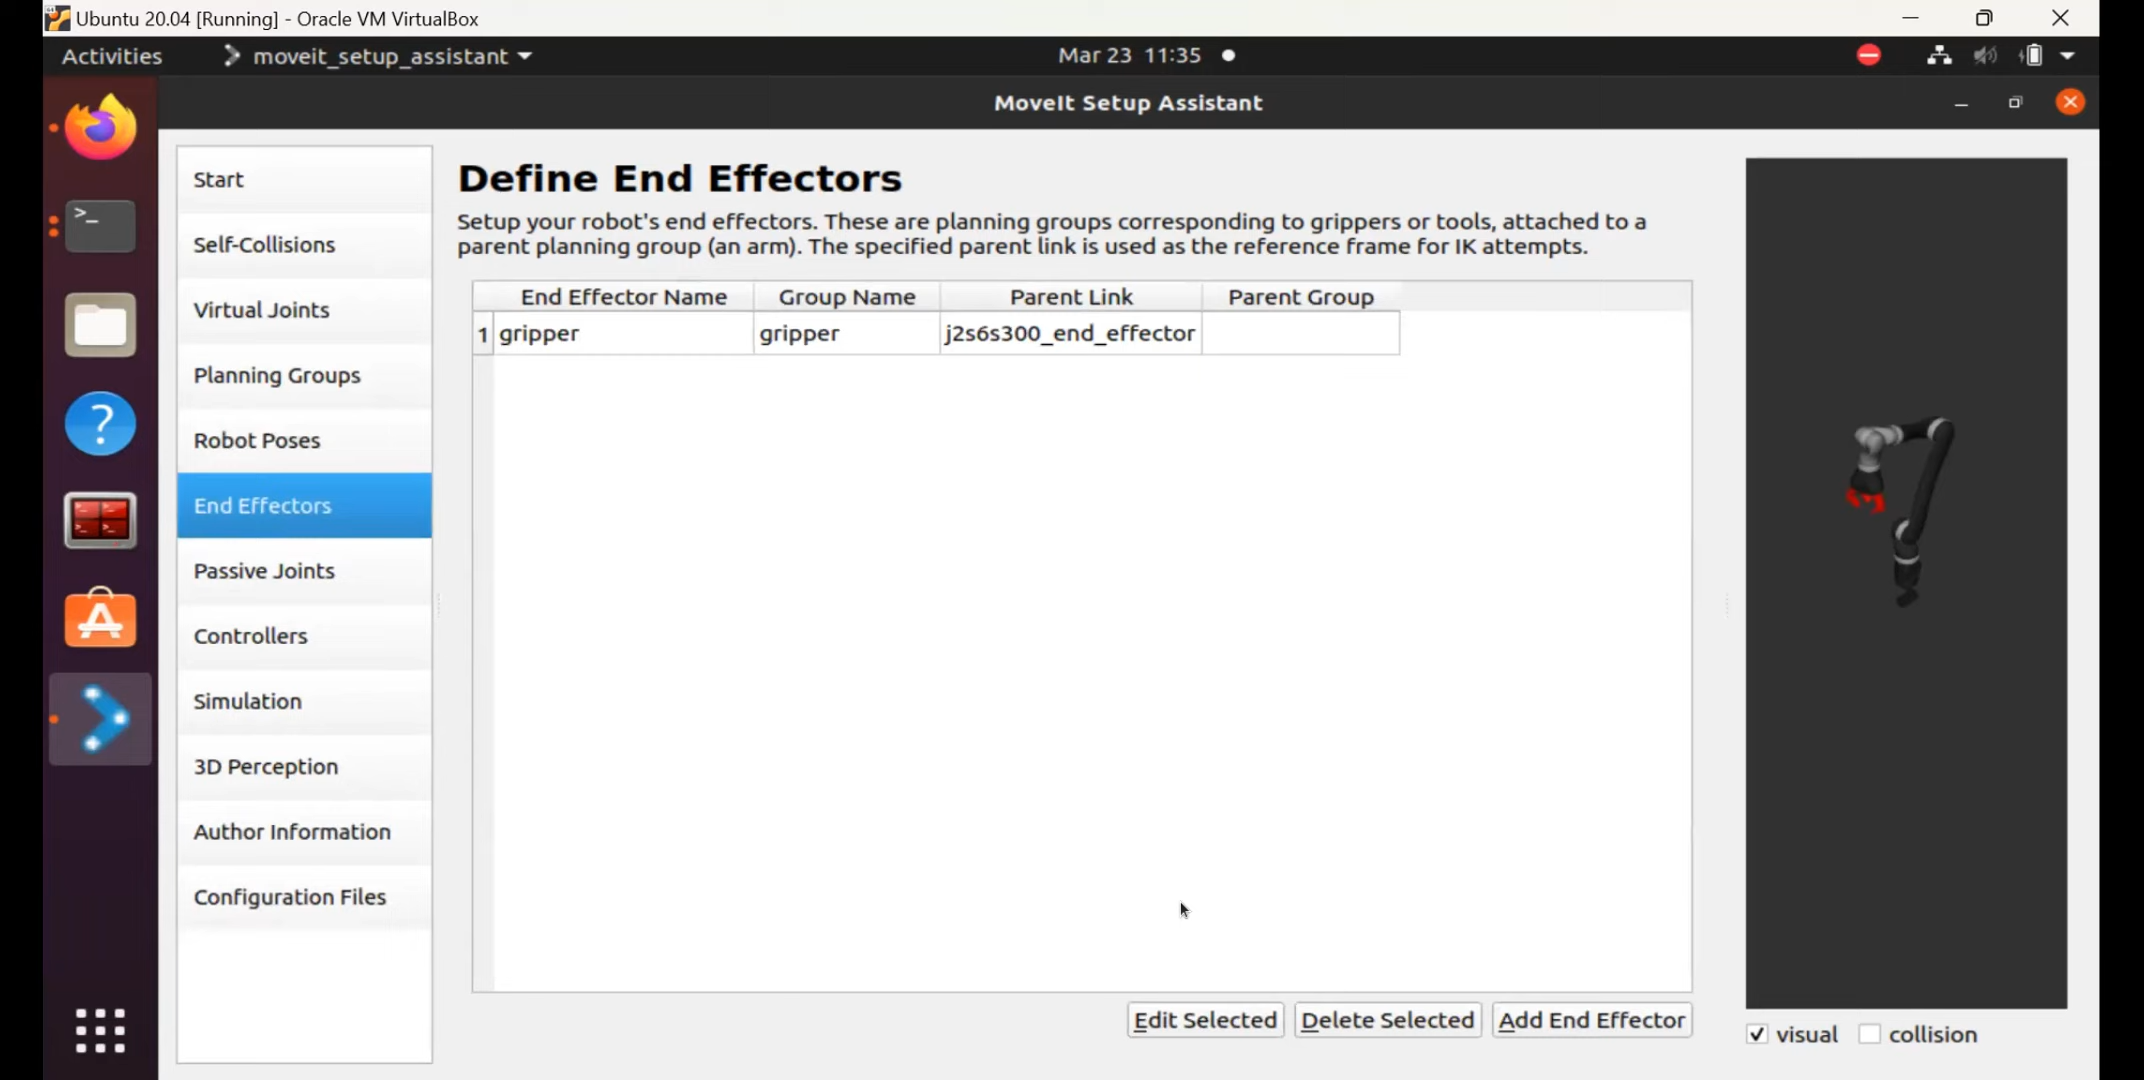 Ubuntu 20.04 [Running] - Oracle VM VirtualBox
Activities
moveit_setup_assistant
Mar 23 11:35
MoveIt Setup Assistant
Start
Self-Collisions
Virtual Joints
Planning Groups
Robot Poses
End Effectors
Passive Joints
Controllers
Simulation
3D Perception
Author Information
Configuration Files
Define End Effectors
Setup your robot's end effectors. These are planning groups corresponding to grippers or tools, attached to a
parent planning group (an arm). The specified parent link is used as the reference frame for IK attempts.
End Effector Name Group Name Parent Link Parent Group
1 gripper gripper j2s6s300_end_effector
Edit Selected Delete Selected Add End Effector
visual collision